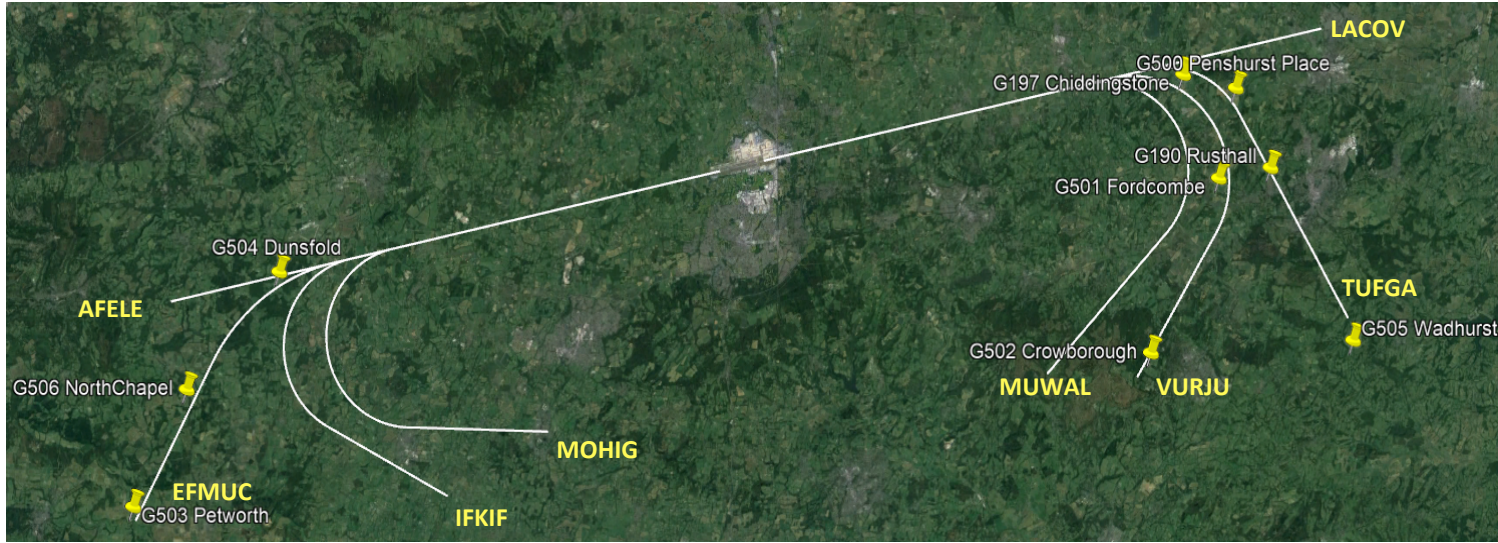 LACOV
G500 Penshurst Place
G197 Chiddingstone
G190 Rusthall
G501 Fordcombe
G504 Dunsfold
AFELE
TUFGA
G505 Wadhurst
G502 Crowborough
G506 NorthChapel
MUWAL
VURJU
MOHIG
EFMUC
G503 Petworth
IFKIF